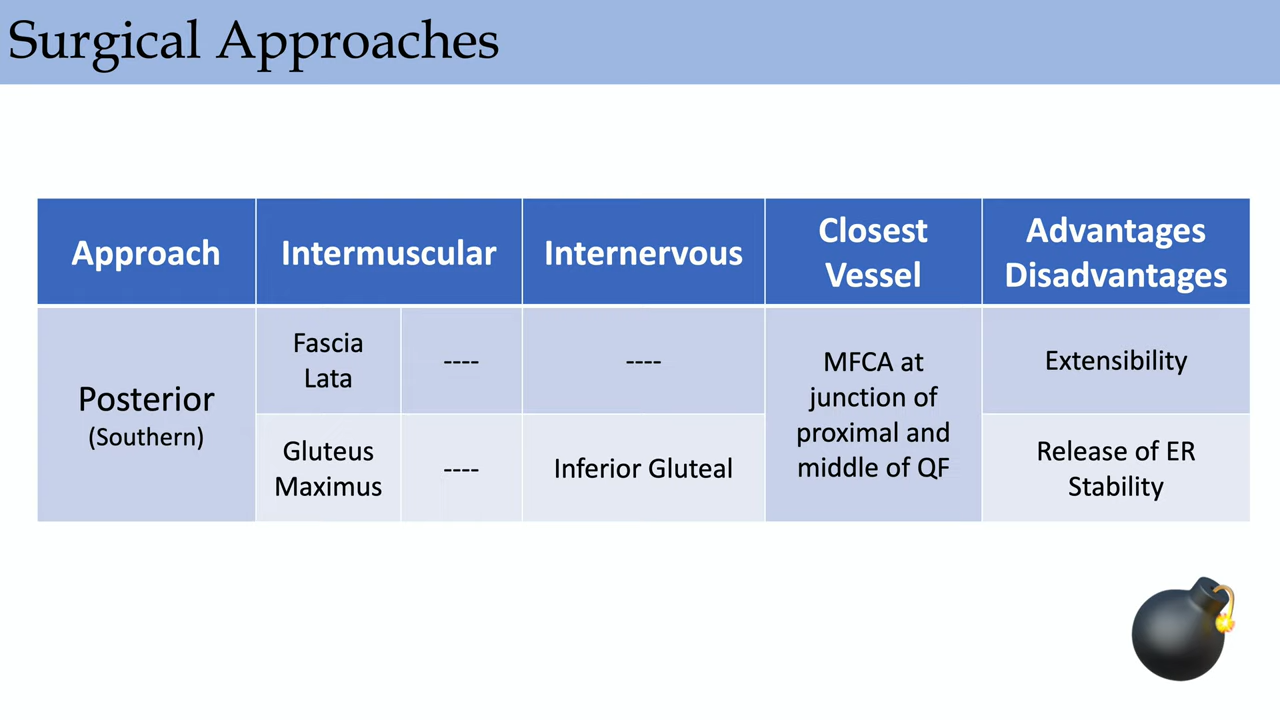 Surgical Approaches
Approach
Intermuscular
Internervous
Closest
Vessel
Advantages
Disadvantages
Posterior
(Southern)
Fascia
Lata
----
----
MFCA at
junction of
proximal and
middle of QF
Extensibility
Gluteus
Maximus
----
Inferior Gluteal
Release of ER
Stability